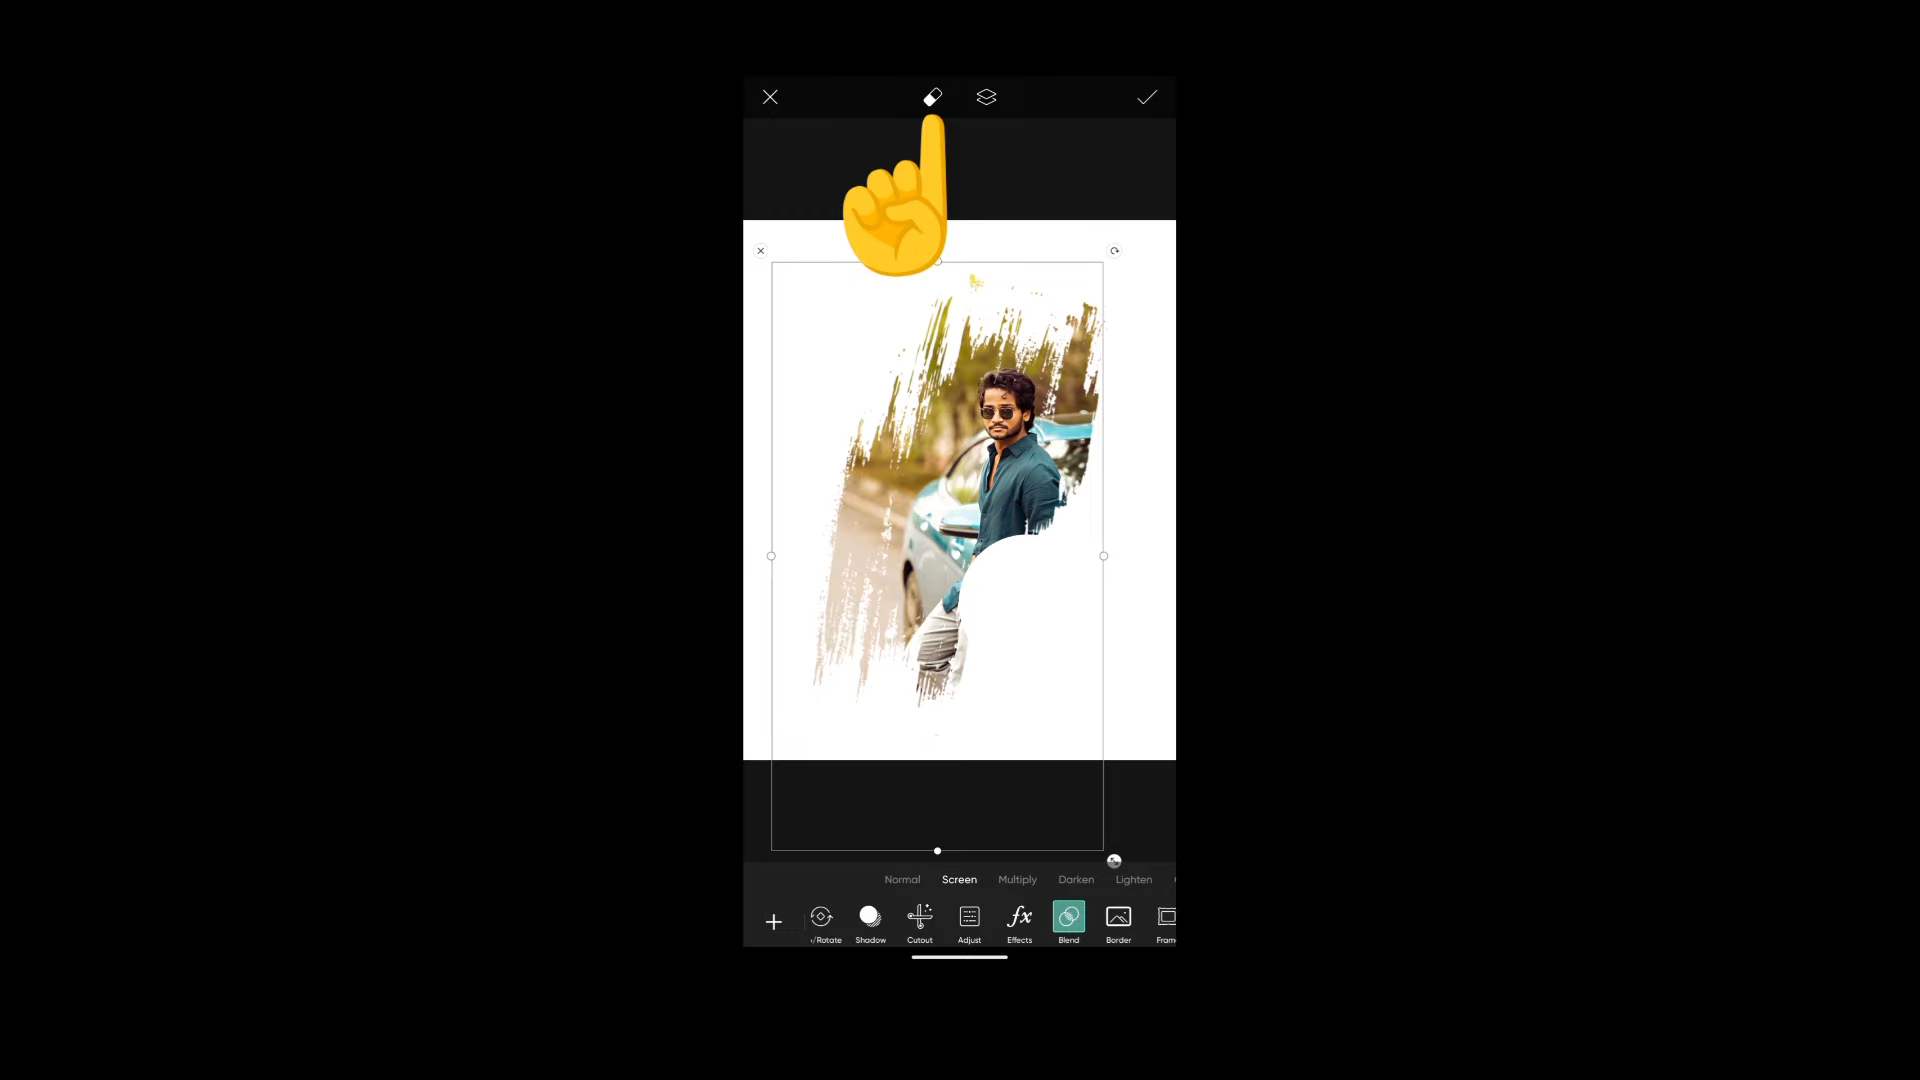 Normal Screen Multiply Darken Lighten
/Rotate Shadow Cutout Adjust Effects Blend Border Fram